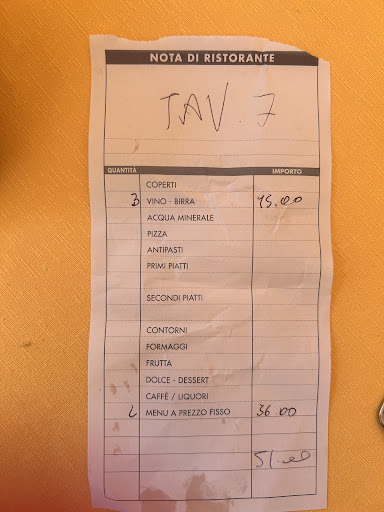 NOTA DI RISTORANTE
TAV. 7
QUANTITÀ IMPORTO
COPERTI
3 VINO - BIRRA 15.00
ACQUA MINERALE
PIZZA
ANTIPASTI
PRIMI PIATTI
SECONDI PIATTI
CONTORNI
FORMAGGI
FRUTTA
DOLCE - DESSERT
CAFFÉ / LIQUORI
2 MENU A PREZZO FISSO 36.00
51.00